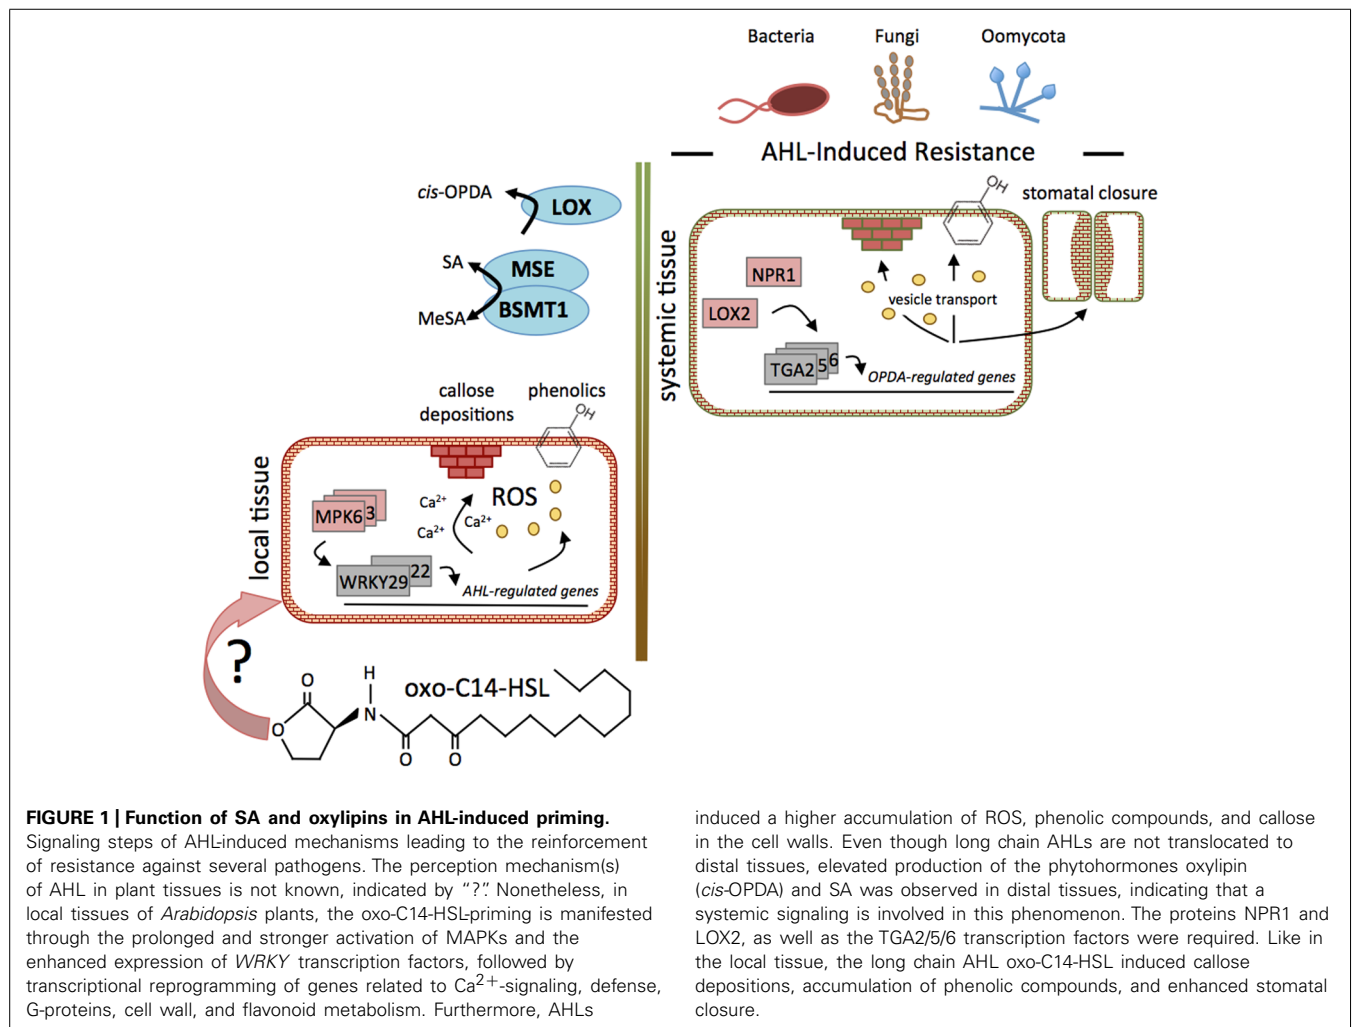 Bacteria
Fungi
Oomycota
AHL-Induced Resistance
cis-OPDA
LOX
SA
MSE
MeSA
BSMT1
systemic tissue
OH
stomatal closure
NPR1
LOX2
vesicle transport
TGA2 5 6
OPDA-regulated genes
callose
depositions
phenolics
OH
local tissue
MPK6 3
Ca2+
ROS
Ca2+
Ca2+
WRKY29 22
AHL-regulated genes
?
oxo-C14-HSL
O
H
N
O
O
O
FIGURE 1 | Function of SA and oxylipins in AHL-induced priming.
Signaling steps of AHL-induced mechanisms leading to the reinforcement
of resistance against several pathogens. The perception mechanism(s)
of AHL in plant tissues is not known, indicated by “?”. Nonetheless, in
local tissues of Arabidopsis plants, the oxo-C14-HSL-priming is manifested
through the prolonged and stronger activation of MAPKs and the
enhanced expression of WRKY transcription factors, followed by
transcriptional reprogramming of genes related to Ca2+-signaling, defense,
G-proteins, cell wall, and flavonoid metabolism. Furthermore, AHLs
induced a higher accumulation of ROS, phenolic compounds, and callose
in the cell walls. Even though long chain AHLs are not translocated to
distal tissues, elevated production of the phytohormones oxylipin
(cis-OPDA) and SA was observed in distal tissues, indicating that a
systemic signaling is involved in this phenomenon. The proteins NPR1 and
LOX2, as well as the TGA2/5/6 transcription factors were required. Like in
the local tissue, the long chain AHL oxo-C14-HSL induced callose
depositions, accumulation of phenolic compounds, and enhanced stomatal
closure.